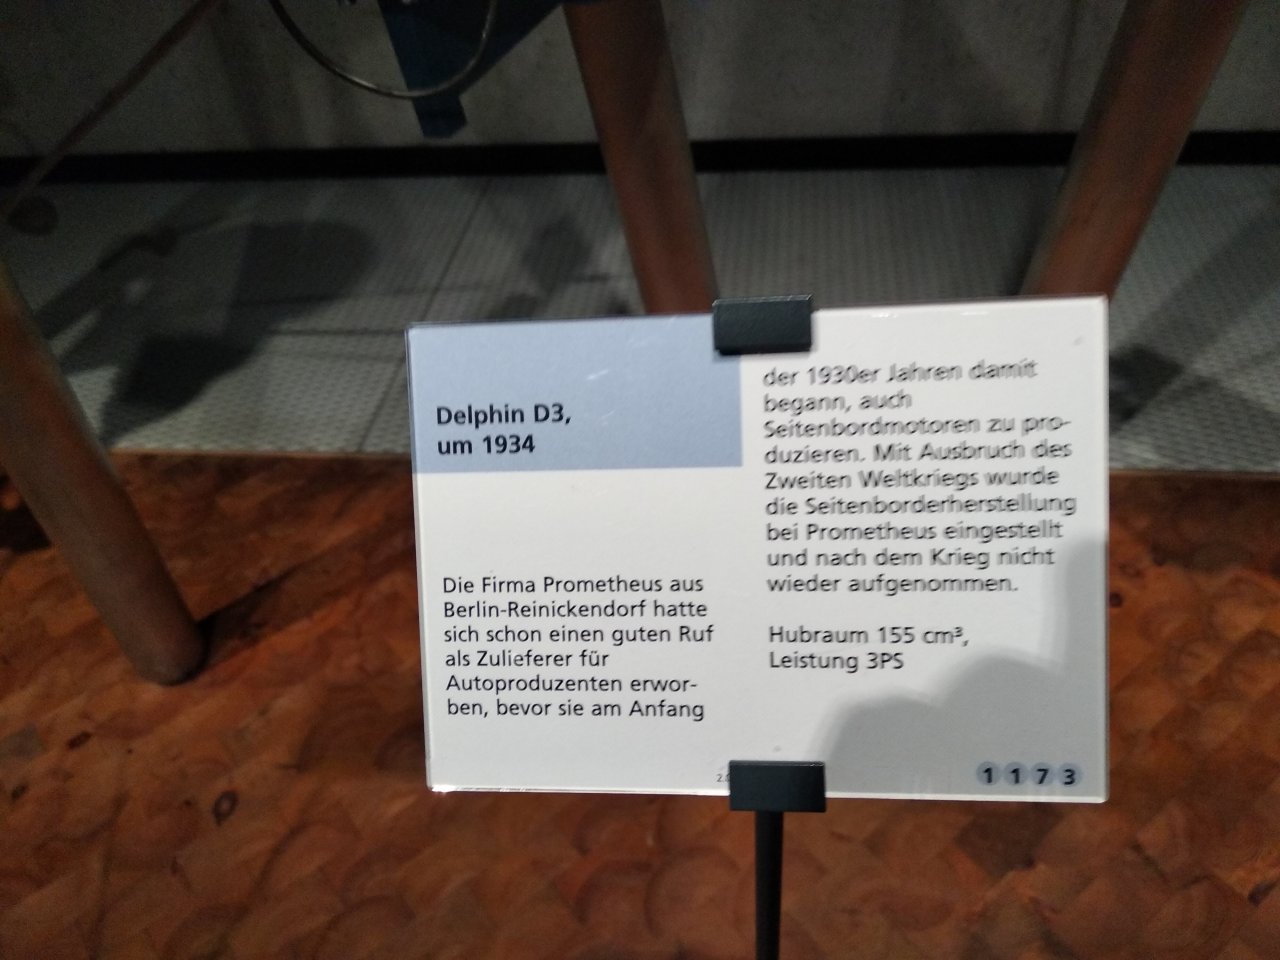 Delphin D3,
um 1934
Die Firma Prometheus aus
Berlin-Reinickendorf hatte
sich schon einen guten Ruf
als Zulieferer für
Autoproduzenten erwor-
ben, bevor sie am Anfang
der 1930er Jahren damit
begann, auch
Seitenbordmotoren zu pro-
duzieren. Mit Ausbruch des
Zweiten Weltkriegs wurde
die Seitenborderherstellung
bei Prometheus eingestellt
und nach dem Krieg nicht
wieder aufgenommen.
Hubraum 155 cm³,
Leistung 3PS
1173